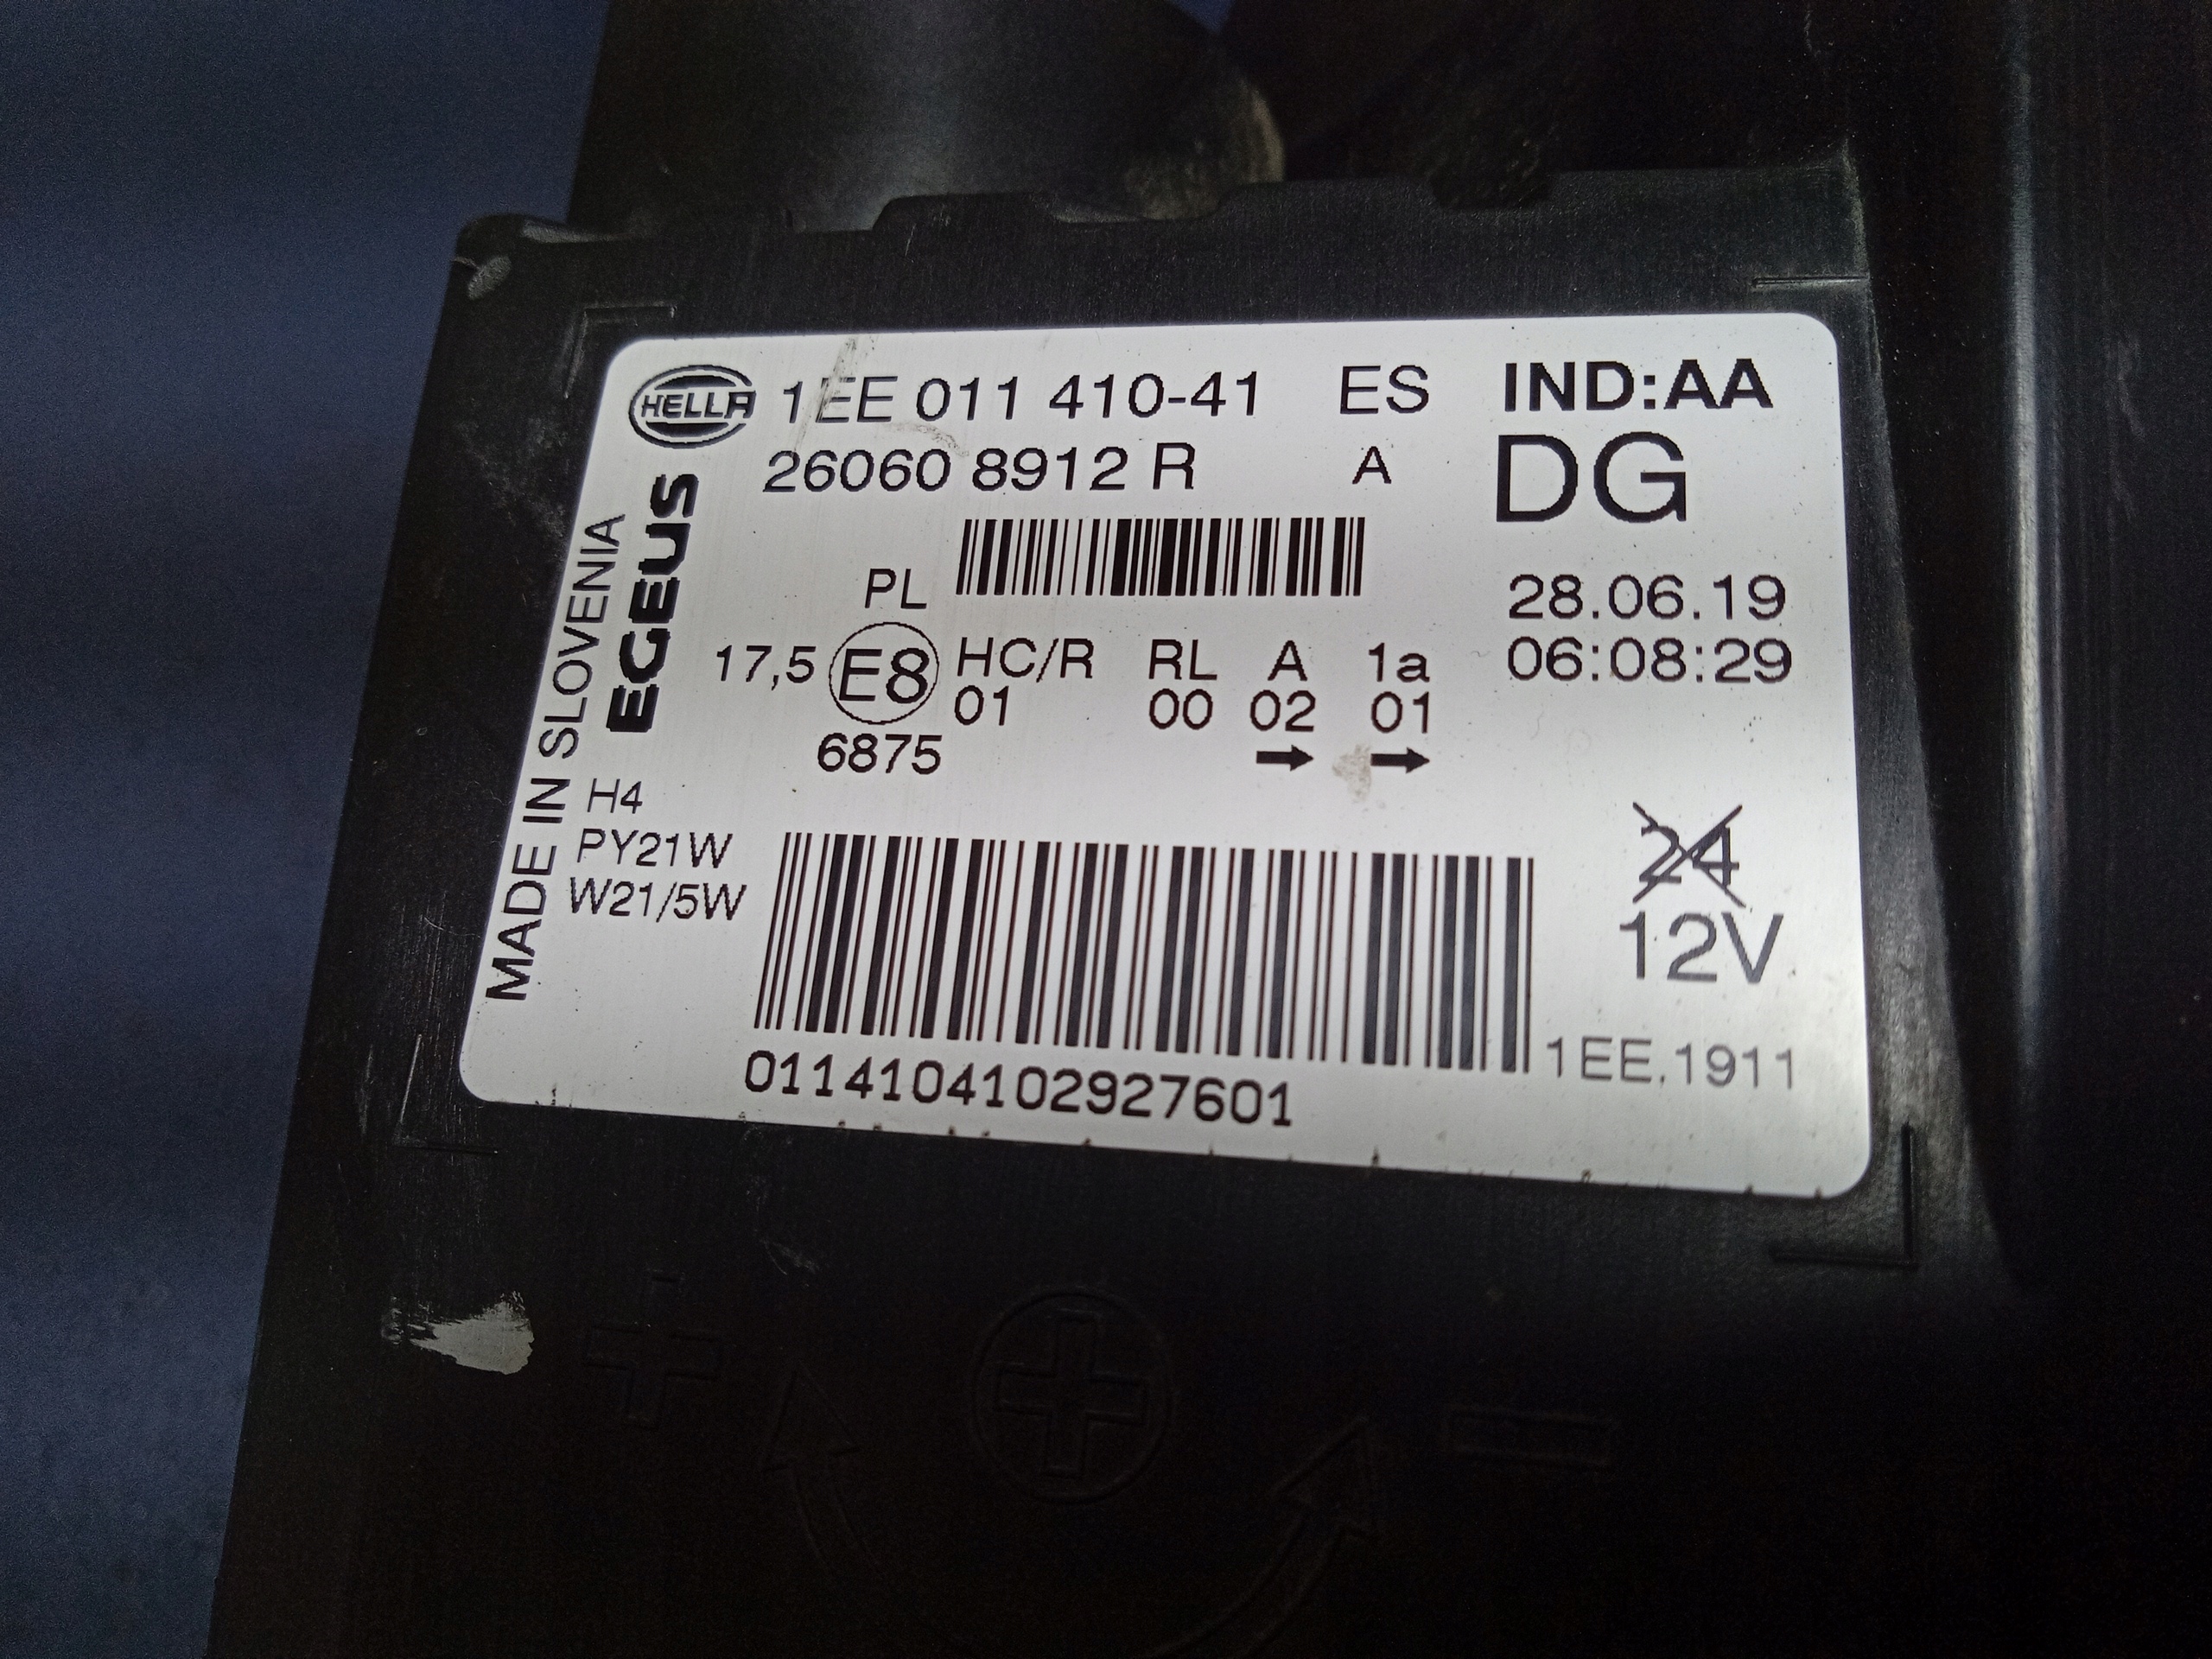 HELLA 1EE 011 410-41 ES IND:AA
26060 8912 R A DG
MADE IN SLOVENIA
EGEUS
PL
28.06.19
17,5 E8 HC/R RL A 1a 06:08:29
01 00 02 01
6875
H4
PY21W
W21/5W
24
12V
1EE.1911
0114104102927601